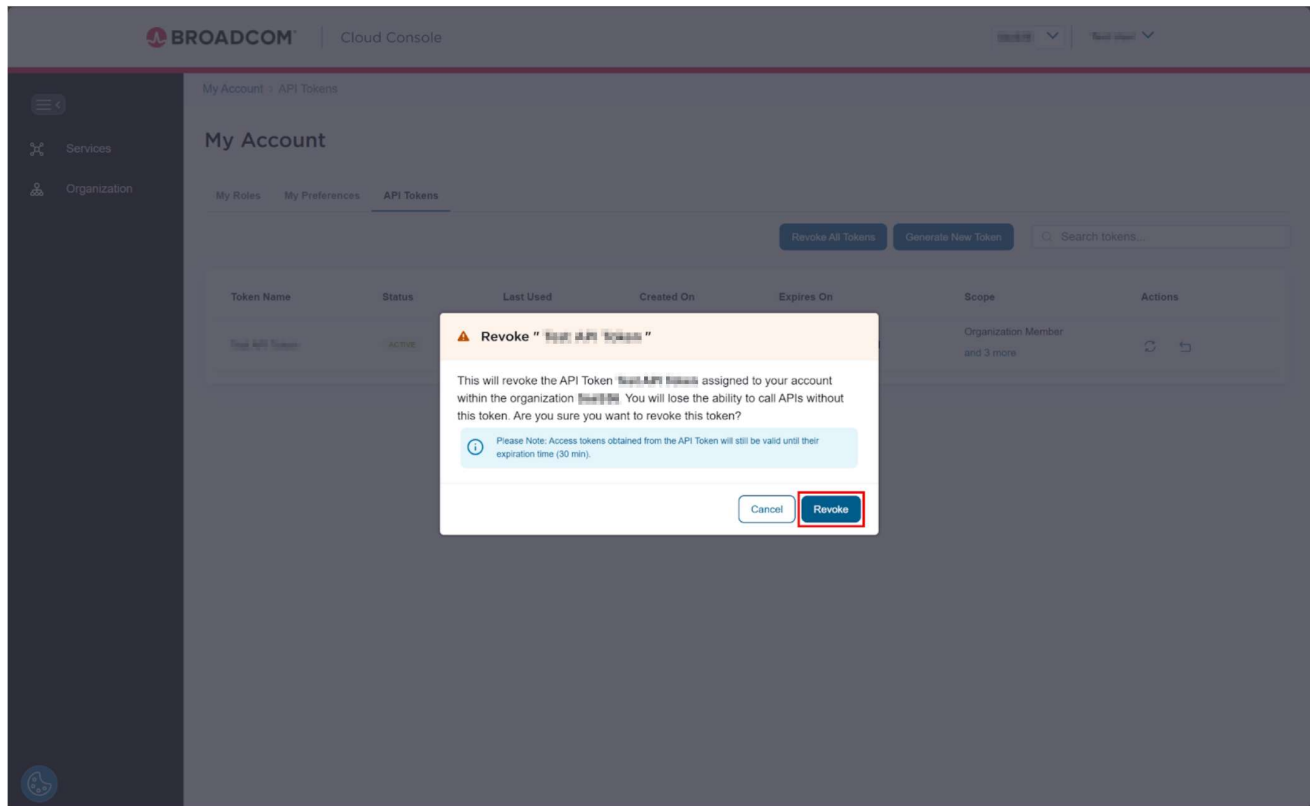 BROADCOM Cloud Console
My Account > API Tokens
My Account
Services
Organization
My Roles My Preferences API Tokens
Revoke All Tokens Generate New Token Search tokens...
Token Name Status Last Used Created On Expires On Scope Actions
ACTIVE Organization Member
and 3 more
Revoke " "
This will revoke the API Token assigned to your account
within the organization . You will lose the ability to call APIs without
this token. Are you sure you want to revoke this token?
Please Note: Access tokens obtained from the API Token will still be valid until their
expiration time (30 min).
Cancel Revoke